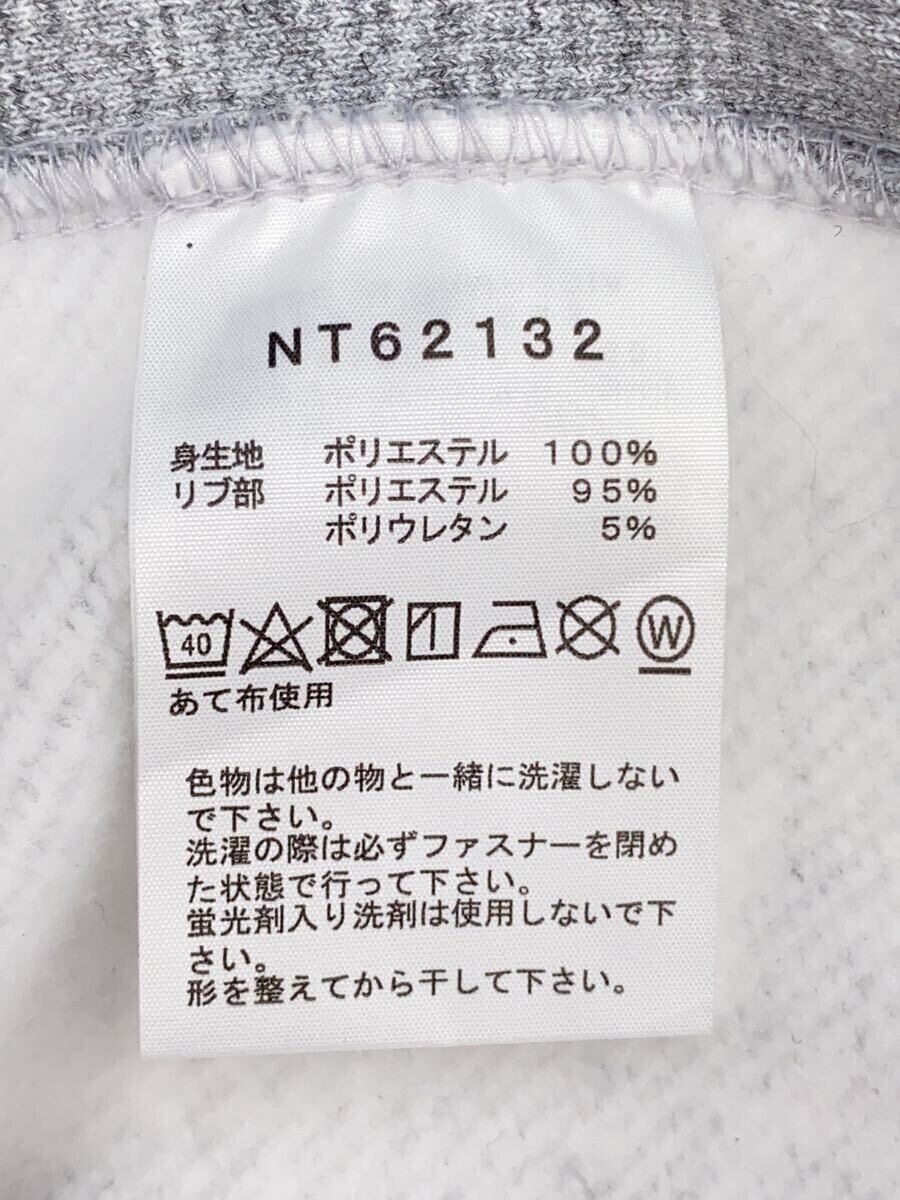 NT62132
身生地 ポリエステル 100%
リブ部 ポリエステル 95%
ポリウレタン 5%
40 W
あて布使用
色物は他の物と一緒に洗濯しない
で下さい。
洗濯の際は必ずファスナーを閉め
た状態で行って下さい。
蛍光剤入り洗剤は使用しないで下
さい。
形を整えてから干して下さい。